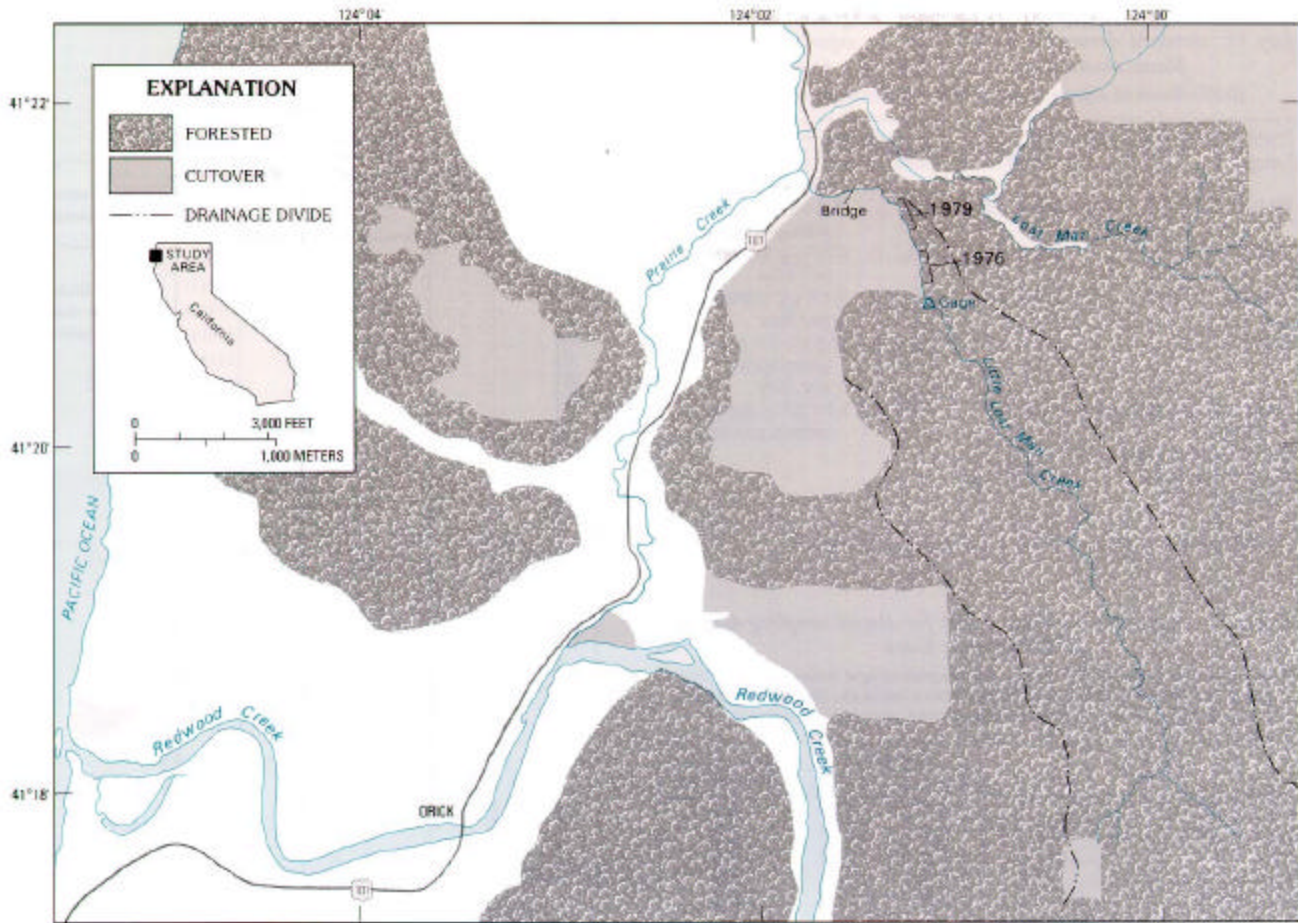 124°04'
124°02'
124°00'
41°22'
EXPLANATION
FORESTED
CUTOVER
DRAINAGE DIVIDE
STUDY
AREA
California
0 3,000 FEET
0 1,000 METERS
Bridge
1979
Lost Man Creek
1976
Gage
Prairie Creek
101
Little Lost Man Creek
41°20'
PACIFIC OCEAN
Redwood Creek
Redwood Creek
41°18'
ORICK
101